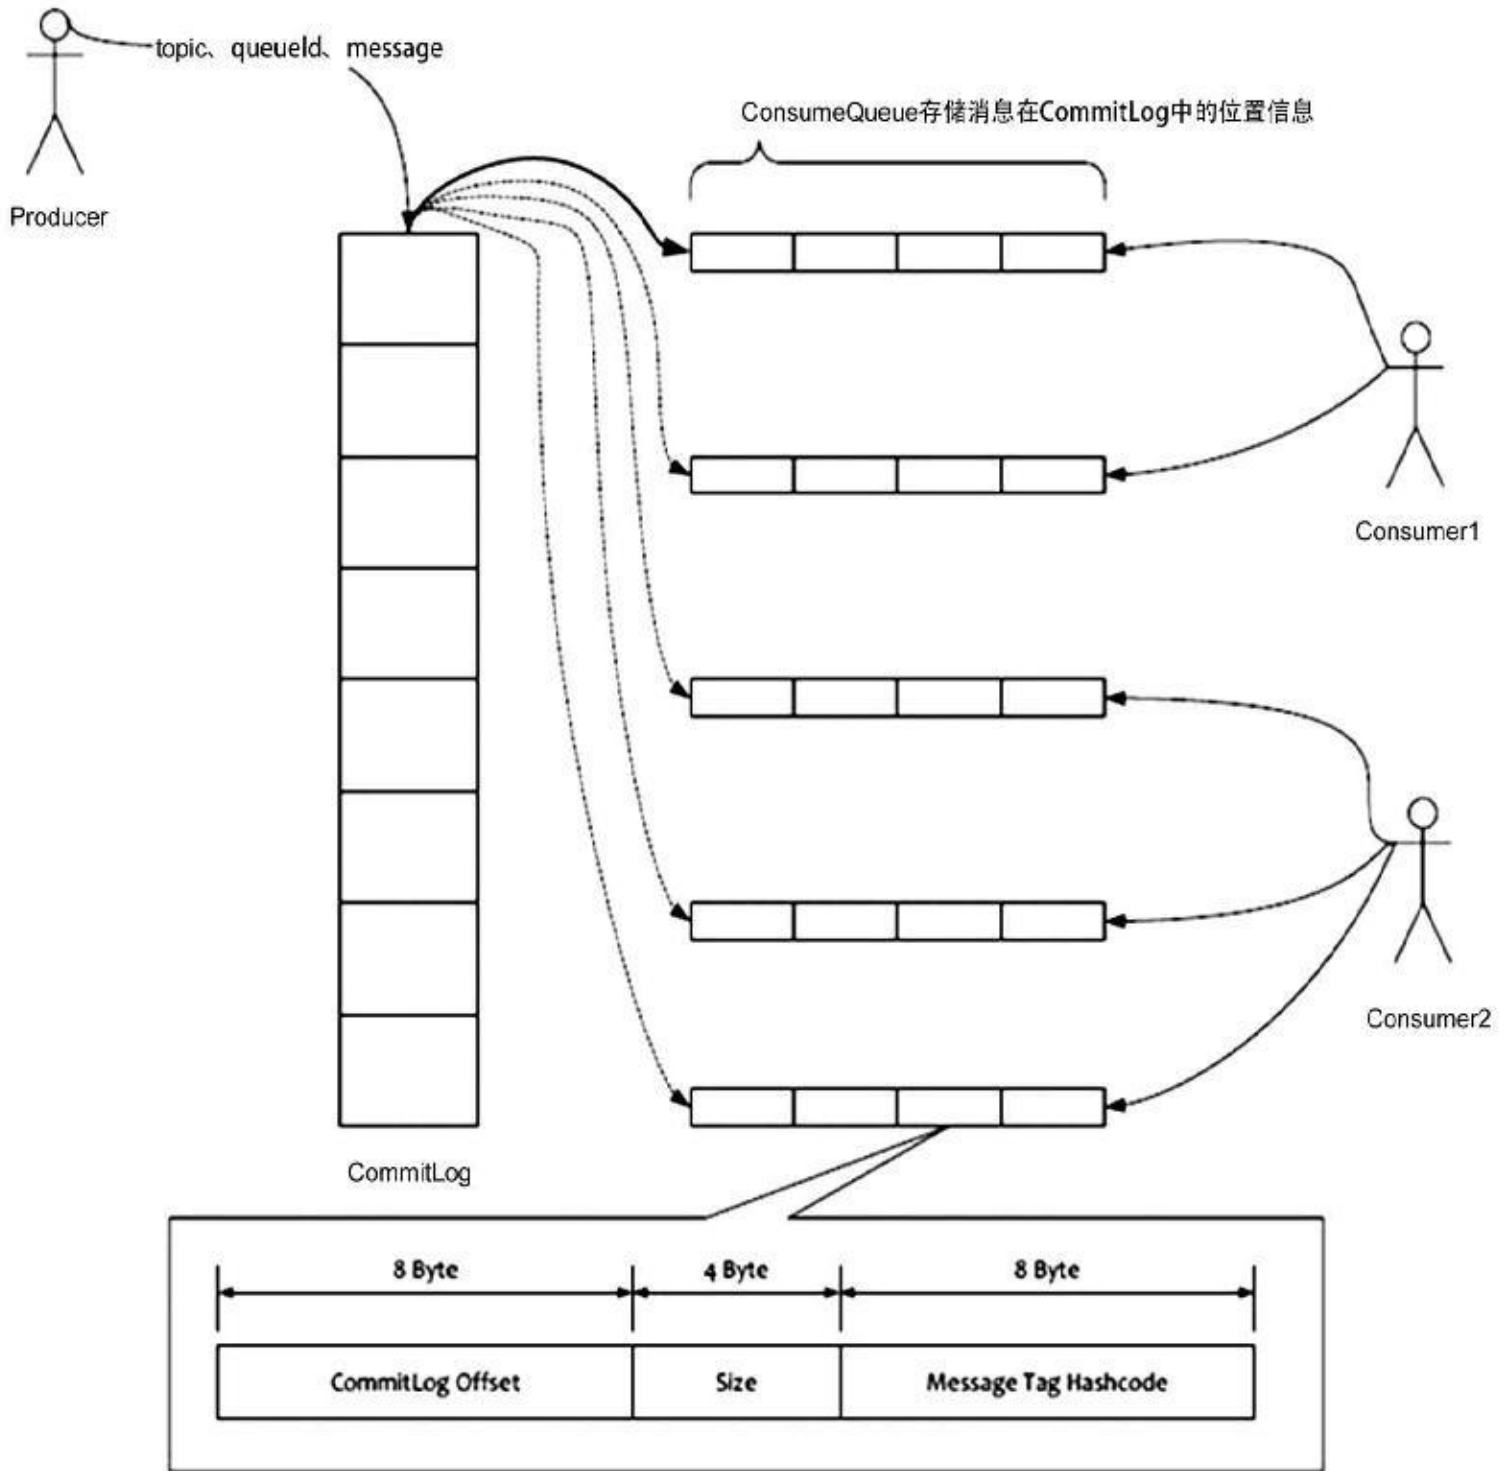 topic、queueId、message
ConsumeQueue存储消息在CommitLog中的位置信息
Producer
Consumer1
Consumer2
CommitLog
8 Byte
4 Byte
8 Byte
CommitLog Offset
Size
Message Tag Hashcode